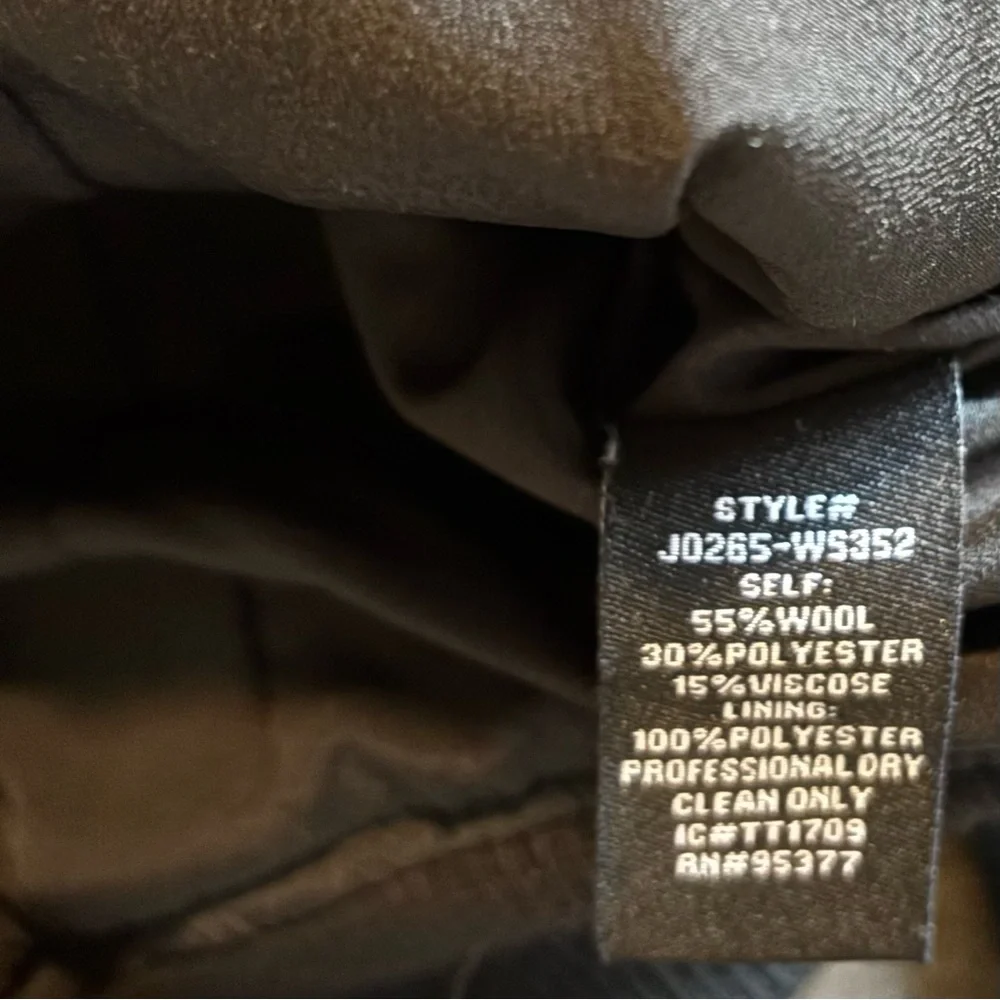 STYLE#
J0265-WS352
SELF:
55%WOOL
30%POLYESTER
15%VISCOSE
LINING:
100%POLYESTER
PROFESSIONAL DRY
CLEAN ONLY
IC#TT1709
RN#95377